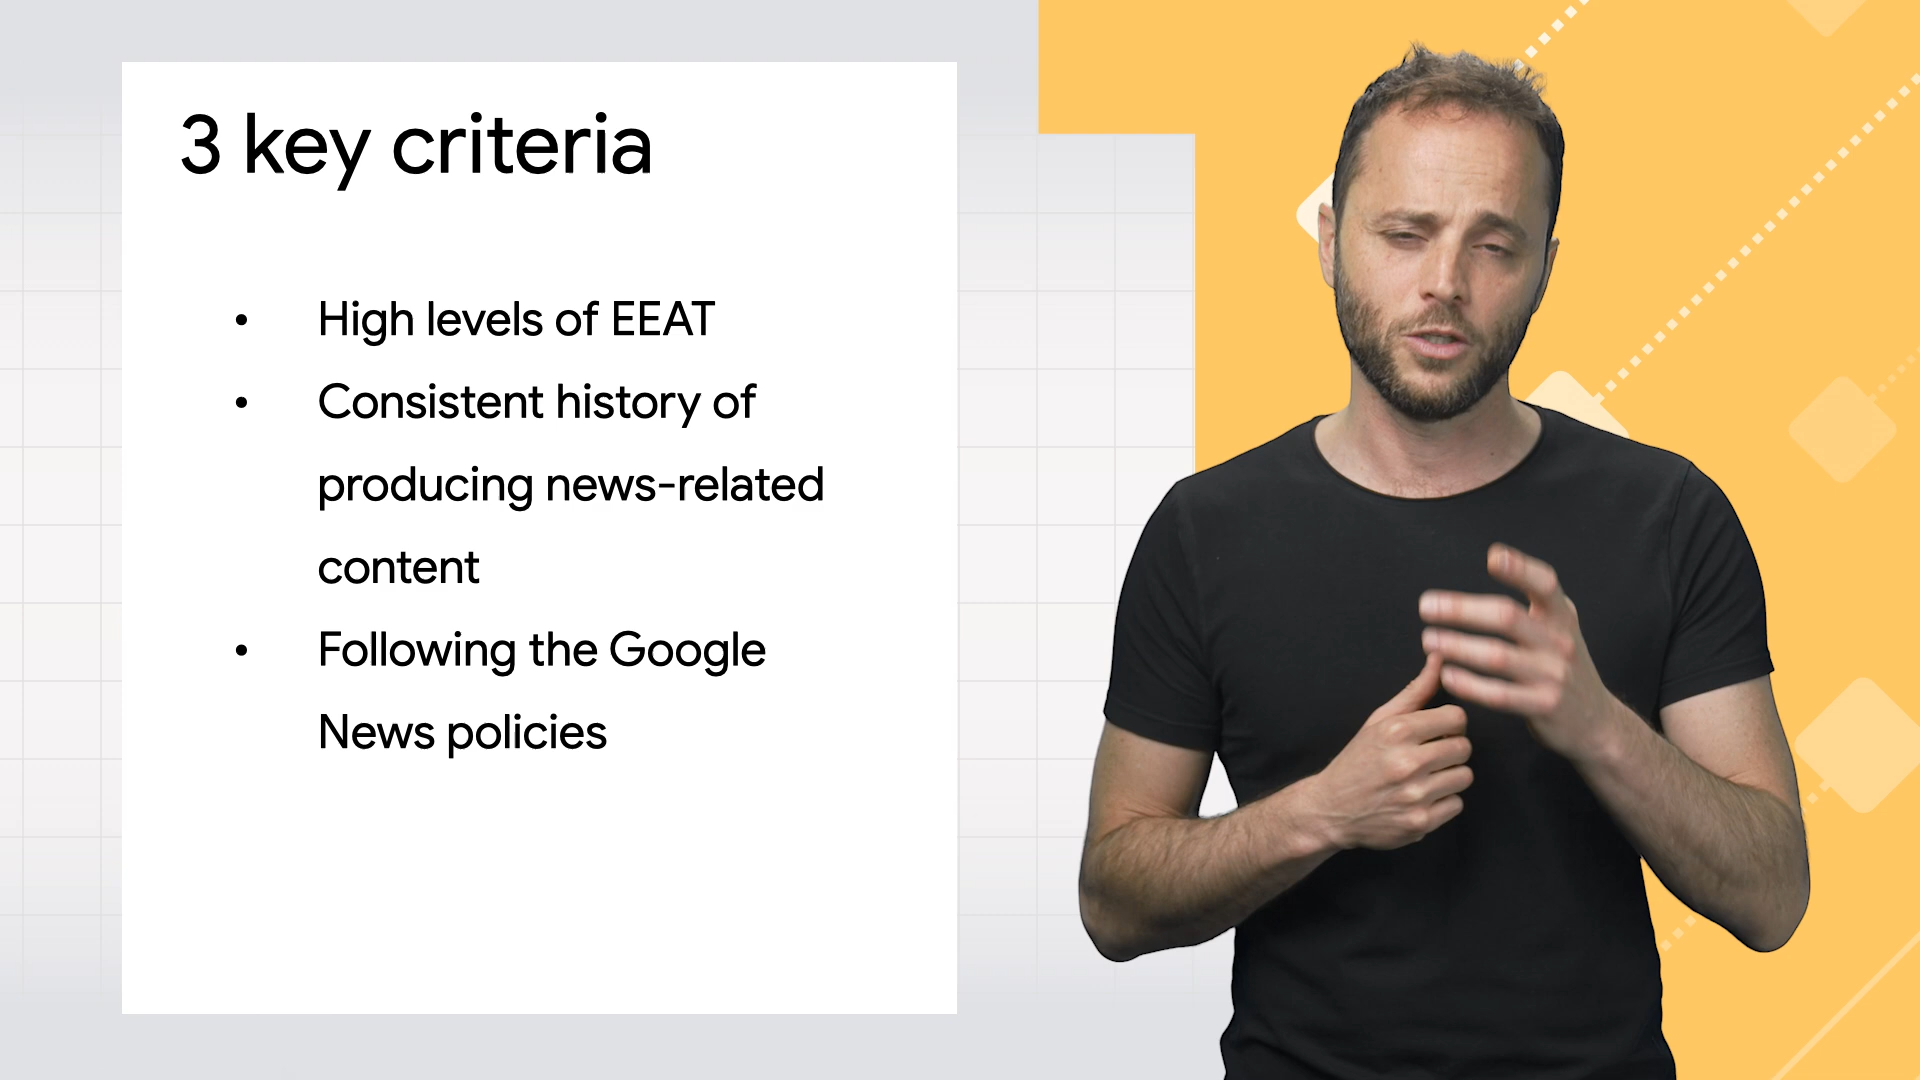 3 key criteria
• High levels of EEAT
• Consistent history of
producing news-related
content
• Following the Google
News policies